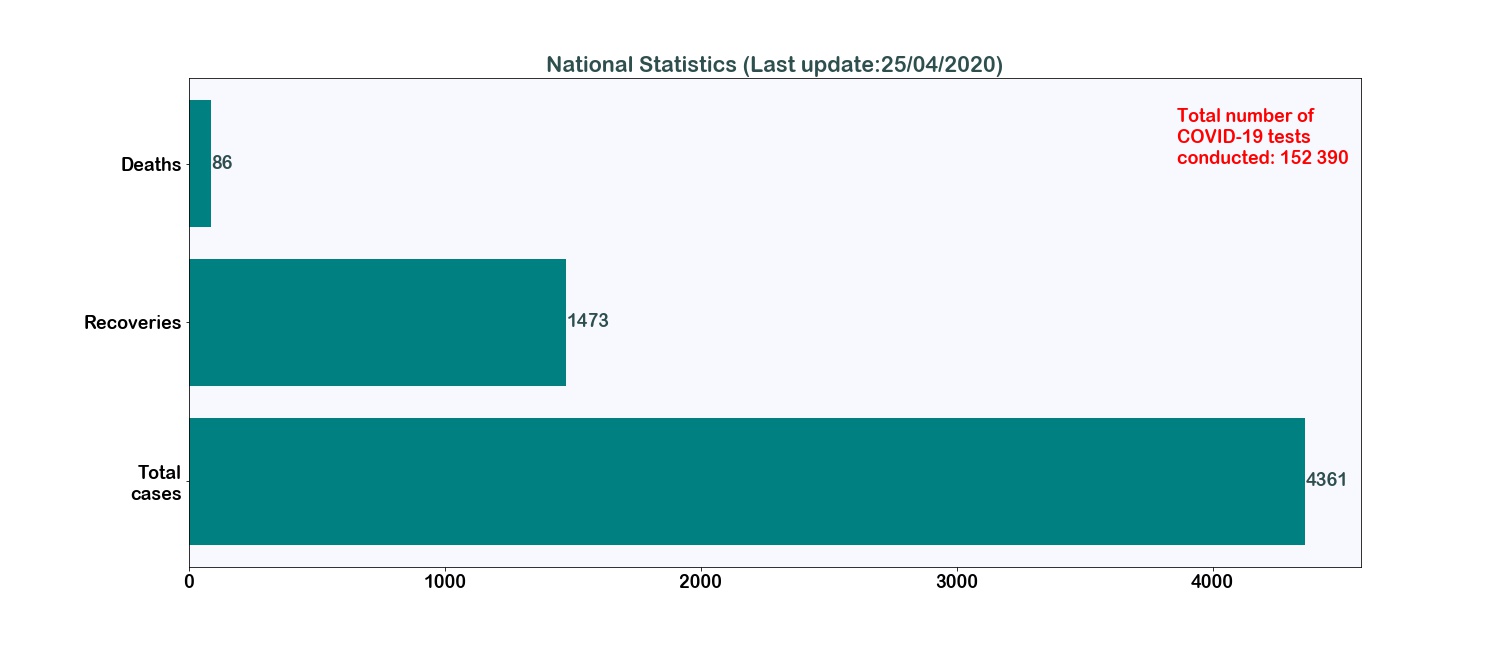 National Statistics (Last update:25/04/2020)
Total number of
COVID-19 tests
conducted: 152 390
Deaths
86
Recoveries
1473
Total
cases
4361
0
1000
2000
3000
4000